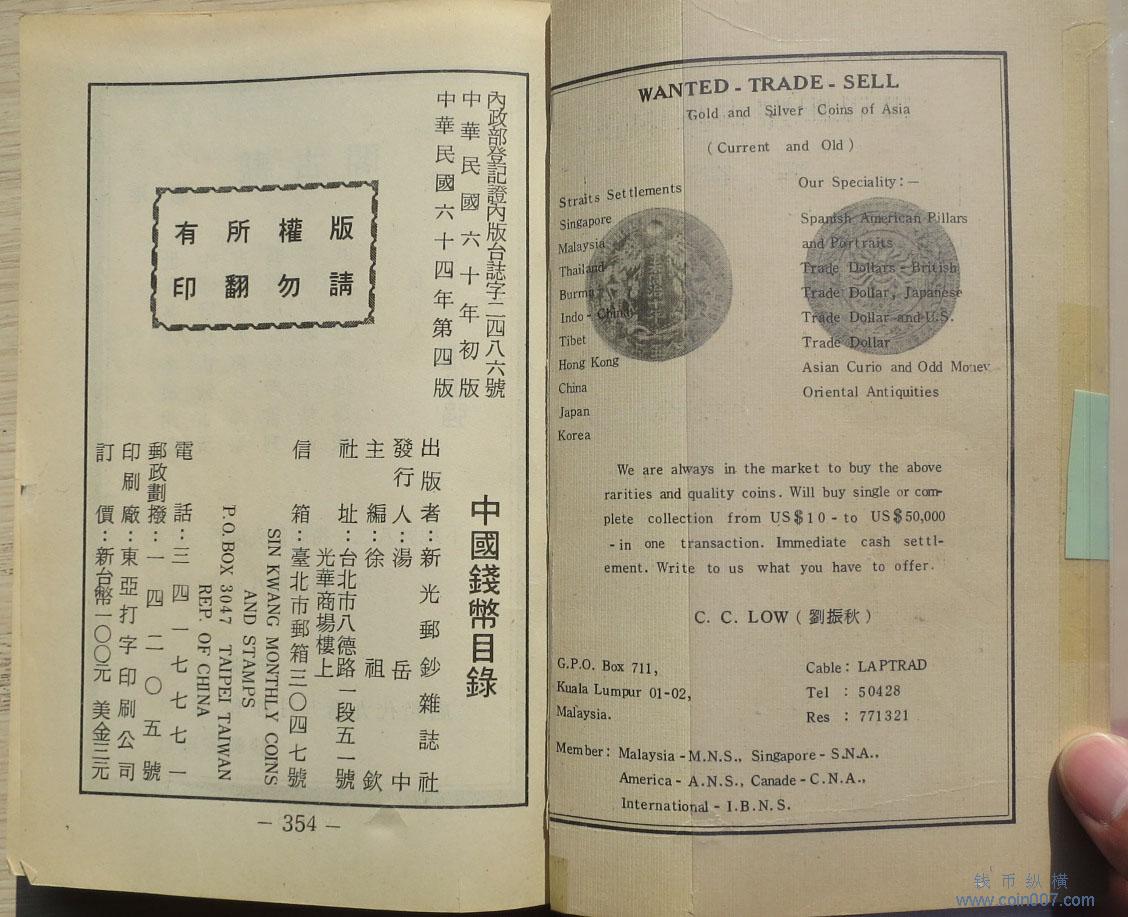 內政部登記證內版台誌字二四八六號
中華民國六十年初版
中華民國六十四年第四版
版權所有
請勿翻印
中國錢幣目錄
出版者：新光郵鈔雜誌社
發行人：湯岳中
主編：徐祖欽
社址：台北市八德路一段五一號
光華商場樓上
信箱：臺北市郵箱三〇四七號
SIN KWANG MONTHLY COINS
AND STAMPS
P.O. BOX 3047 TAIPEI TAIWAN
REP. OF CHINA
電話：三四一七七七一
郵政劃撥：一四二一〇五號
印刷廠：東亞打字印刷公司
訂價：新台幣一〇〇元 美金三元
— 354 —
WANTED - TRADE - SELL
Gold and Silver Coins of Asia
(Current and Old)
Straits Settlements
Singapore
Malaysia
Thailand
Burma
Indo - China
Tibet
Hong Kong
China
Japan
Korea
Our Speciality: —
Spanish American Pillars
and Portraits
Trade Dollars - British
Trade Dollar, Japanese
Trade Dollar and U.S.
Trade Dollar
Asian Curio and Odd Money
Oriental Antiquities
We are always in the market to buy the above
rarities and quality coins. Will buy single or com-
plete collection from US$10 - to US$50,000
- in one transaction. Immediate cash settl-
ement. Write to us what you have to offer.
C. C. LOW (劉振秋)
G.P.O. Box 711,
Kuala Lumpur 01-02,
Malaysia.
Cable: LAPTRAD
Tel : 50428
Res : 771321
Member: Malaysia - M.N.S., Singapore - S.N.A.,
America - A.N.S., Canade - C.N.A.,
International - I.B.N.S.
钱币纵横
www.coin007.com